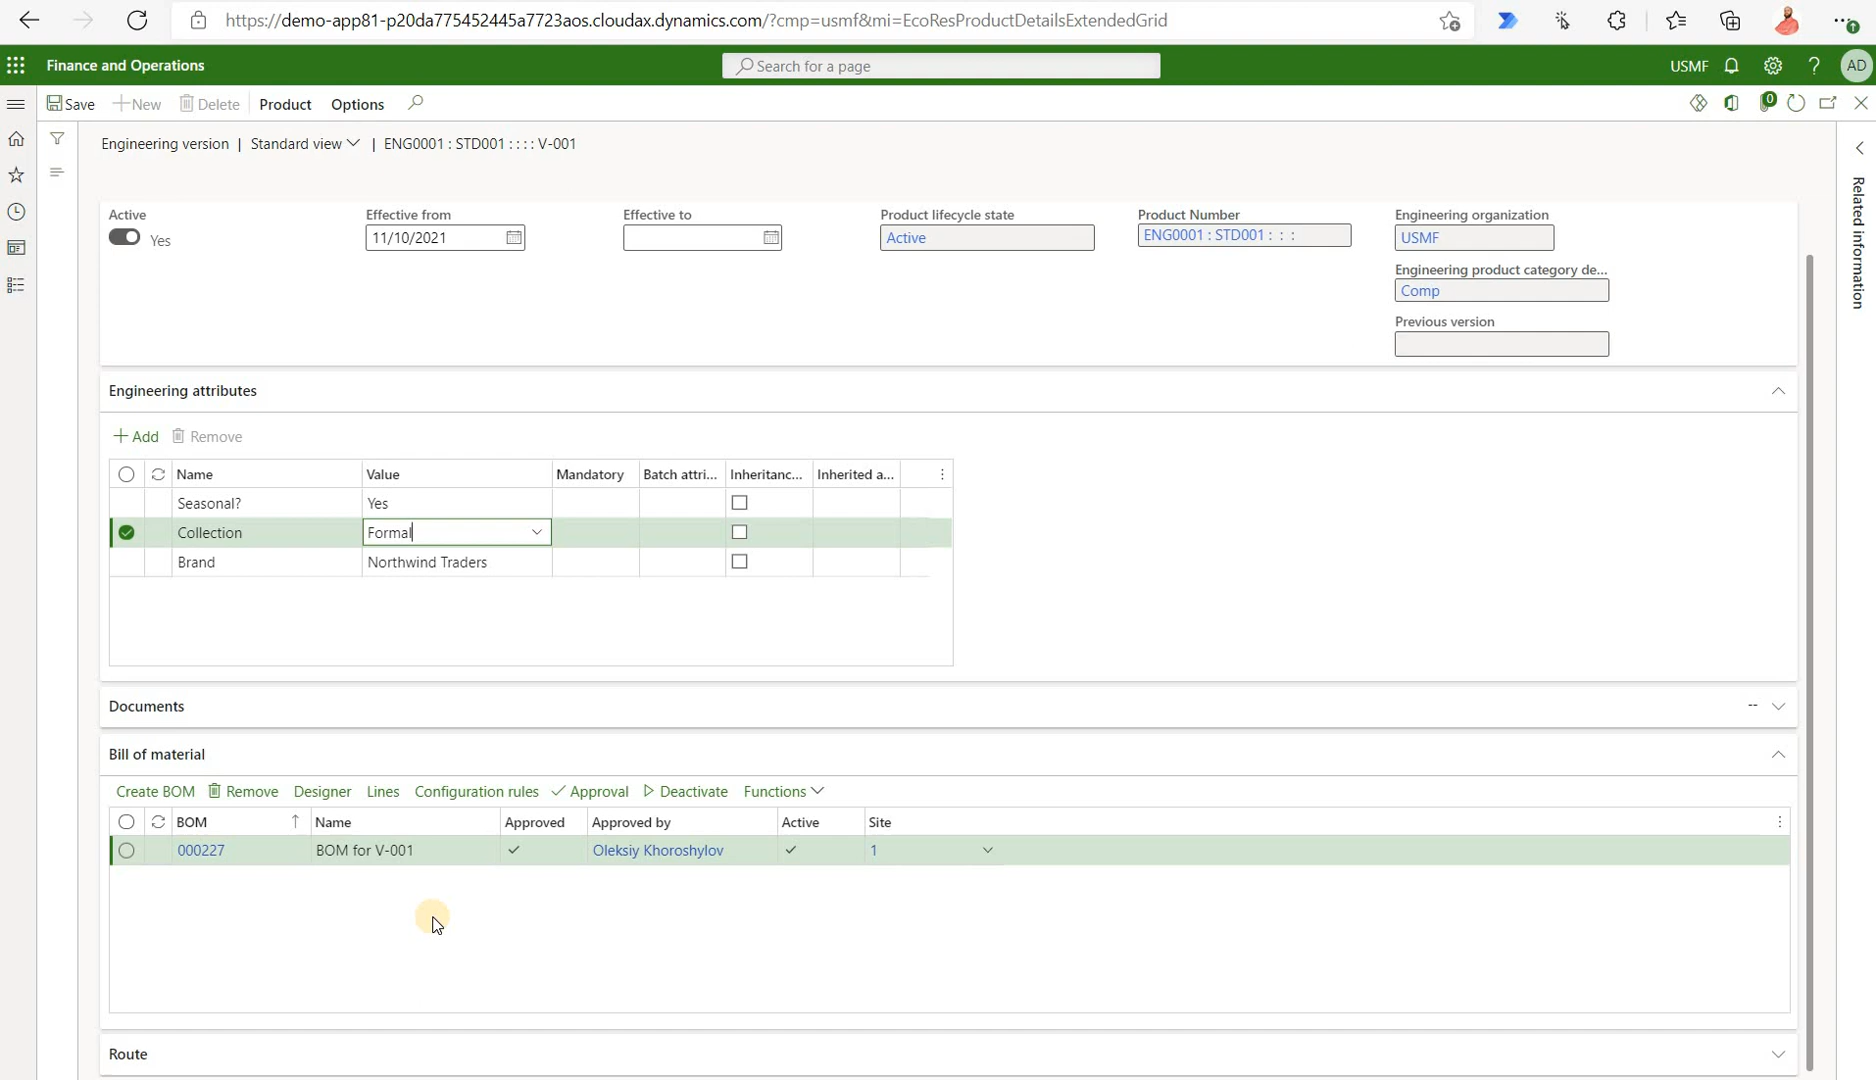 https://demo-app81-p20da775452445a7723aos.cloudax.dynamics.com/?cmp=usmf&mi=EcoResProductDetailsExtendedGrid
Finance and Operations
Search for a page
USMF
?
AD
Save
New
Delete
Product
Options
0
Engineering version | Standard view | ENG0001 : STD001 : : : : V-001
Related information
Active
Yes
Effective from
11/10/2021
Effective to
Product lifecycle state
Active
Product Number
ENG0001 : STD001 : : :
Engineering organization
USMF
Engineering product category de...
Comp
Previous version
Engineering attributes
Add
Remove
Name Value Mandatory Batch attri... Inheritanc... Inherited a...
Seasonal? Yes
Collection Formal
Brand Northwind Traders
Documents
--
Bill of material
Create BOM Remove Designer Lines Configuration rules Approval Deactivate Functions
BOM Name Approved Approved by Active Site
000227 BOM for V-001 Oleksiy Khoroshylov 1
Route